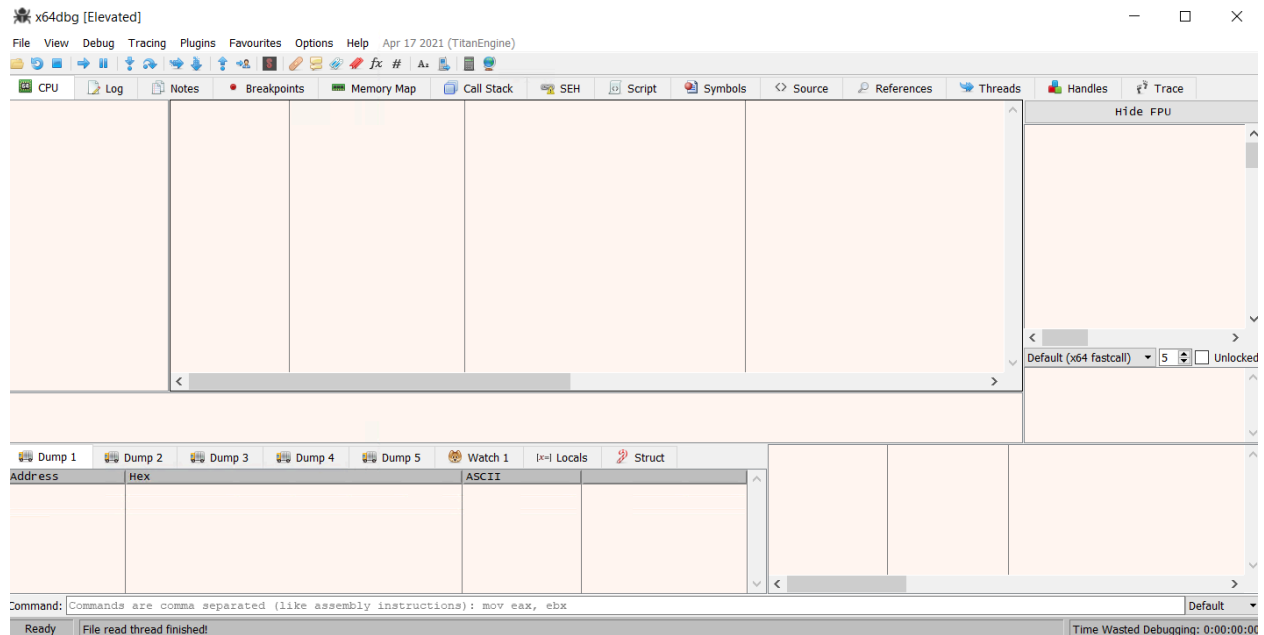 x64dbg [Elevated]
File View Debug Tracing Plugins Favourites Options Help Apr 17 2021 (TitanEngine)
fx # Az
CPU Log Notes Breakpoints Memory Map Call Stack SEH Script Symbols Source References Threads Handles Trace
Hide FPU
Default (x64 fastcall) 5 Unlocked
Dump 1 Dump 2 Dump 3 Dump 4 Dump 5 Watch 1 [x=] Locals Struct
Address Hex ASCII
Command: Commands are comma separated (like assembly instructions): mov eax, ebx Default
Ready File read thread finished! Time Wasted Debugging: 0:00:00:00